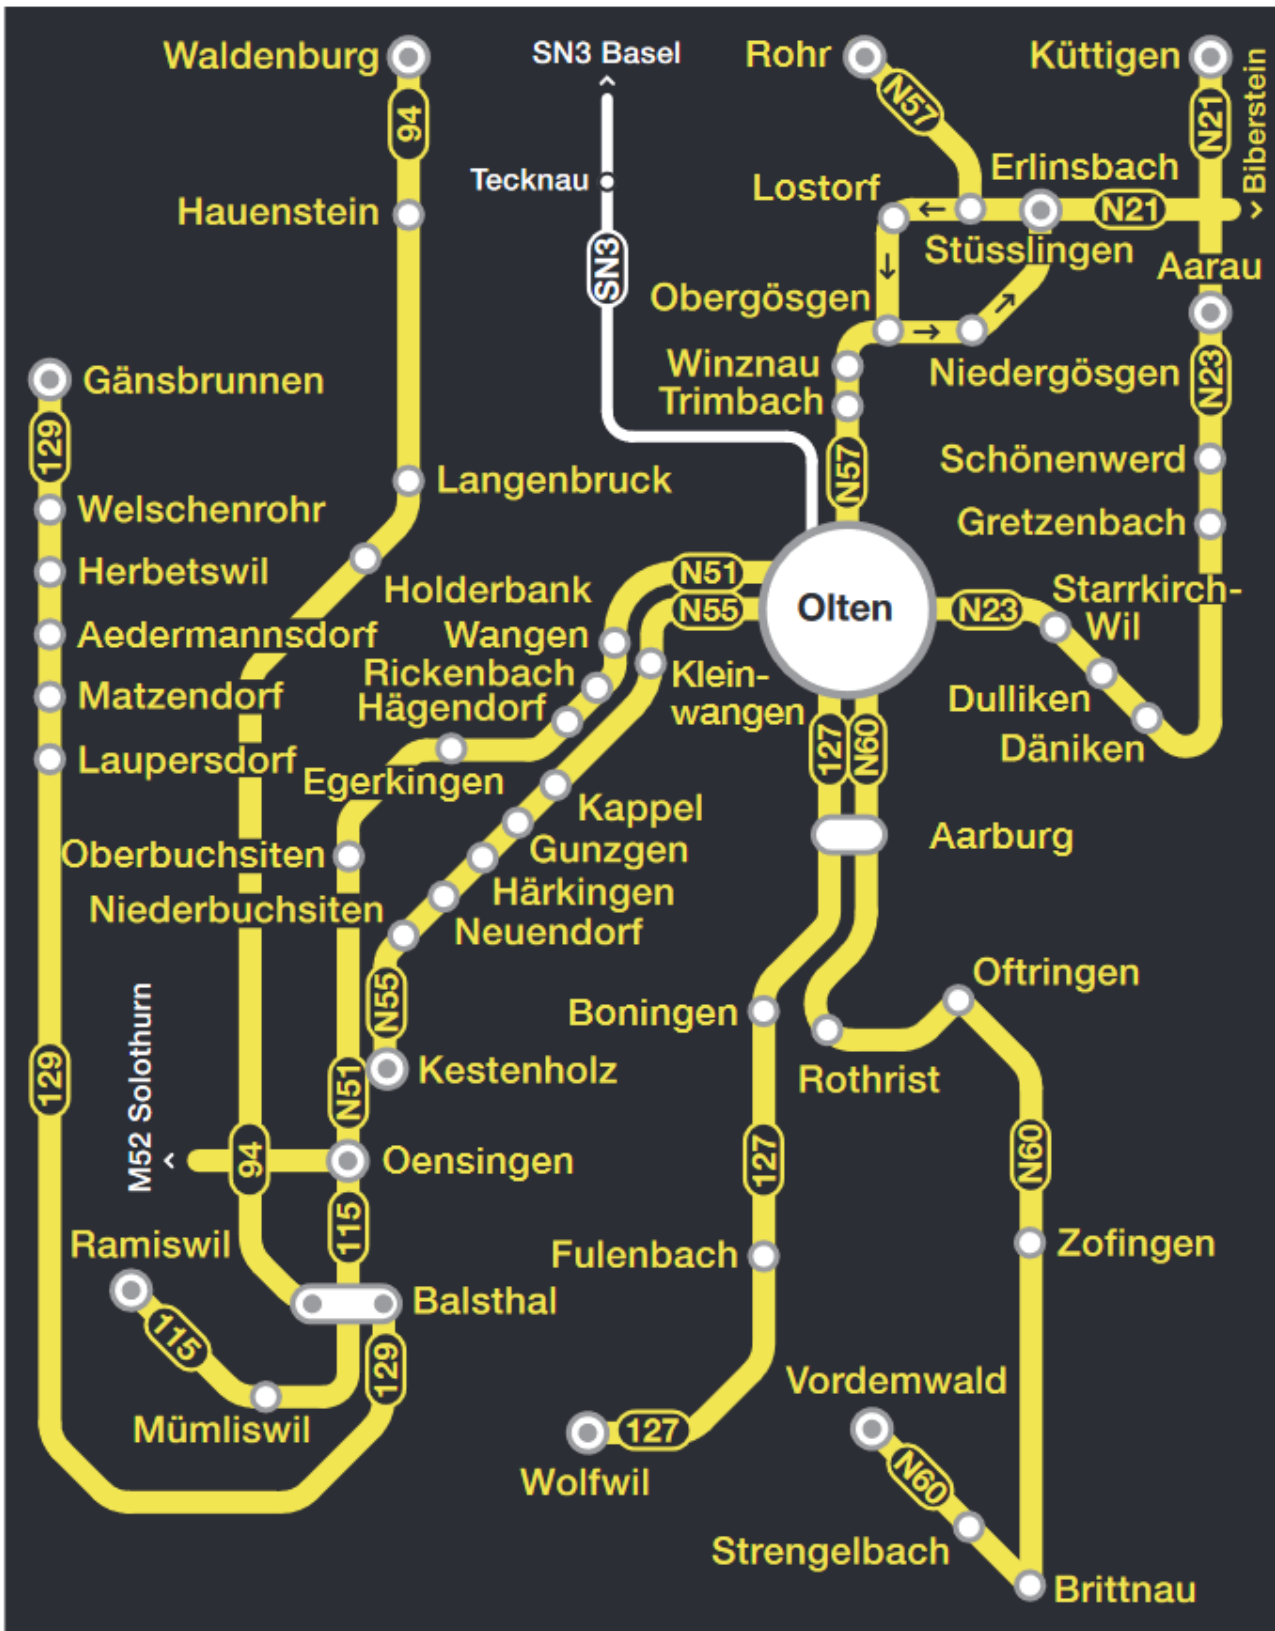 Waldenburg
SN3 Basel
Rohr
Küttigen
94
N57
N21
Biberstein
Tecknau
Erlinsbach
Hauenstein
Lostorf
N21
Stüsslingen
SN3
Aarau
Obergösgen
Gänsbrunnen
Winznau
Niedergösgen
N23
Trimbach
129
N57
Schönenwerd
Langenbruck
Welschenrohr
Gretzenbach
Herbetswil
Holderbank
N51
Starrkirch-
Wil
N55
Olten
N23
Aedermannsdorf
Wangen
Rickenbach
Klein-
wangen
Matzendorf
Hägendorf
Dulliken
Däniken
127
N60
Laupersdorf
Egerkingen
Kappel
Aarburg
Oberbuchsiten
Gunzgen
Härkingen
Niederbuchsiten
Neuendorf
Oftringen
N55
Boningen
M52 Solothurn
129
N51
Kestenholz
Rothrist
94
Oensingen
127
N60
115
Ramiswil
Fulenbach
Zofingen
Balsthal
115
129
Vordemwald
Mümliswil
127
Wolfwil
N60
Strengelbach
Brittnau